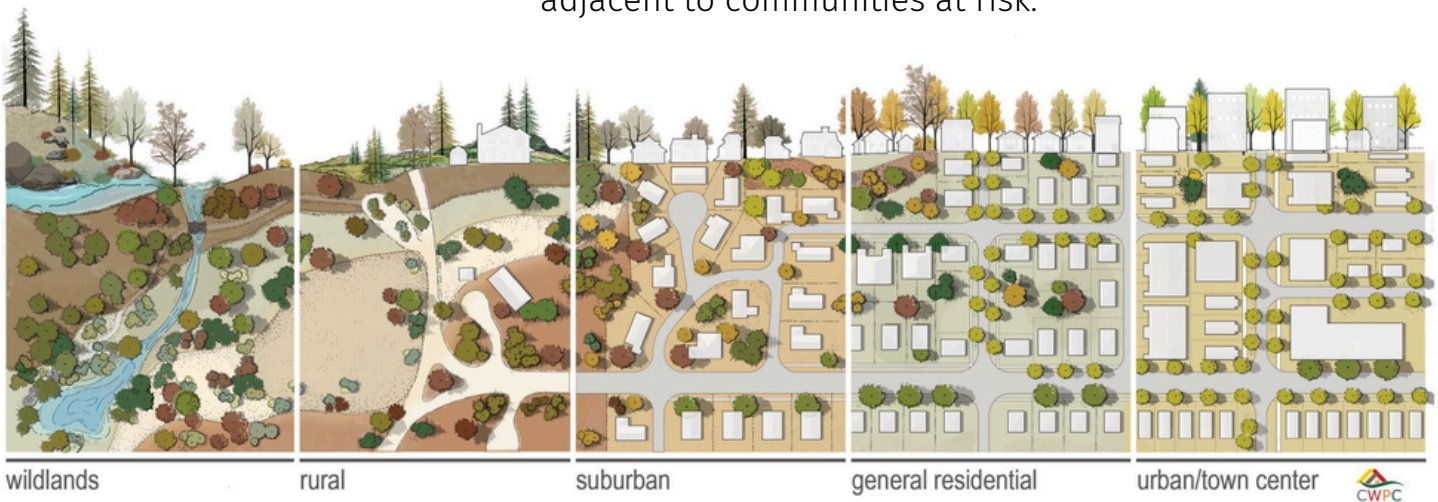 adjacent to communities at risk.
wildlands
rural
suburban
general residential
urban/town center
CWPC